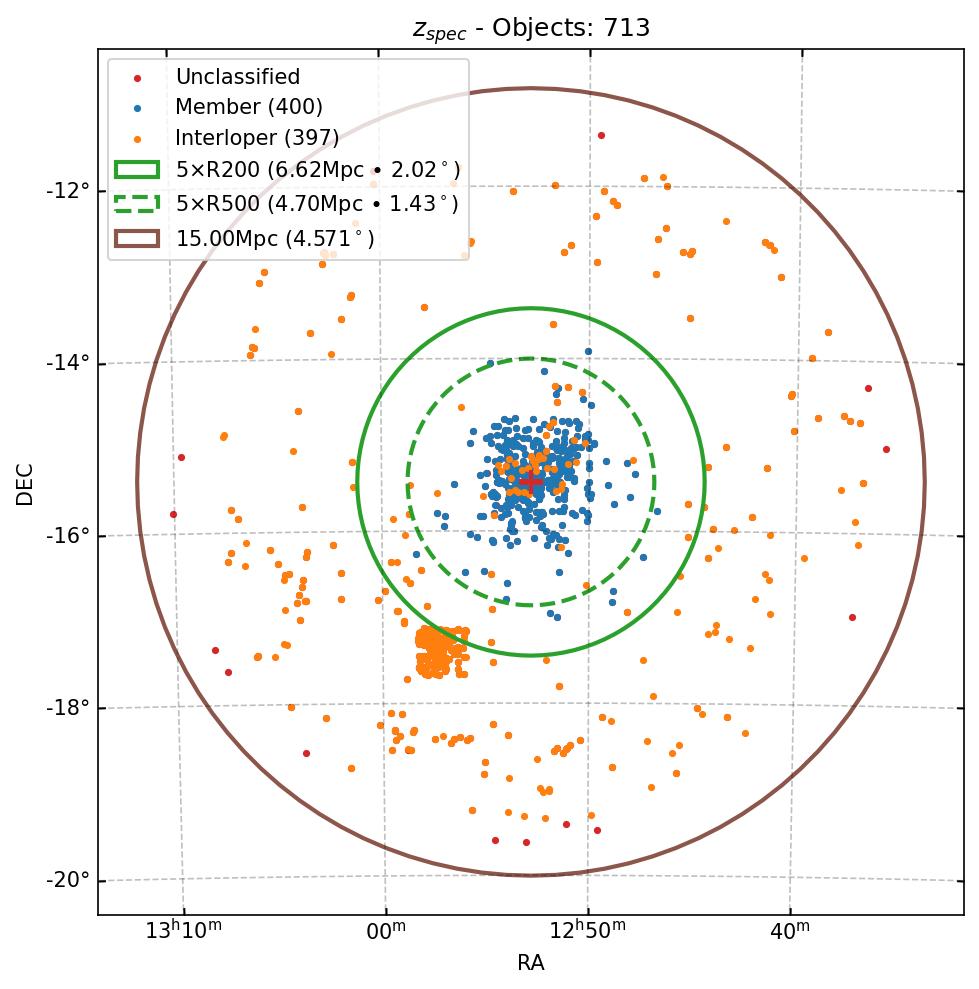 z_spec - Objects: 713
Unclassified
Member (400)
Interloper (397)
5×R200 (6.62Mpc • 2.02°)
5×R500 (4.70Mpc • 1.43°)
15.00Mpc (4.571°)
-12°
-14°
-16°
-18°
-20°
DEC
13ʰ10ᵐ 00ᵐ 12ʰ50ᵐ 40ᵐ
RA